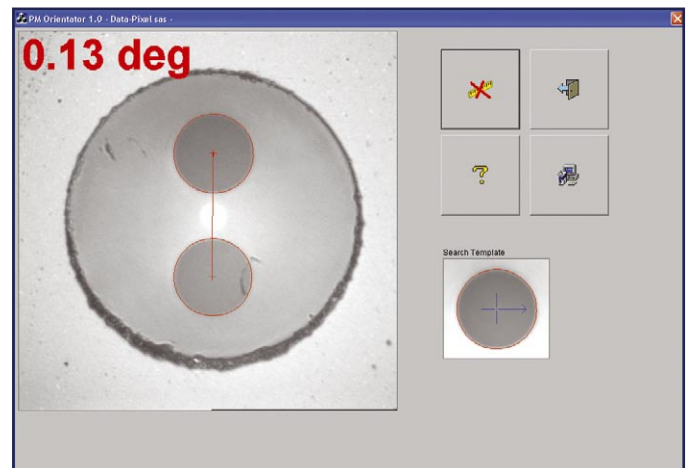 PM Orientator 1.0 - Data-Pixel sas -
0.13 deg
Search Template